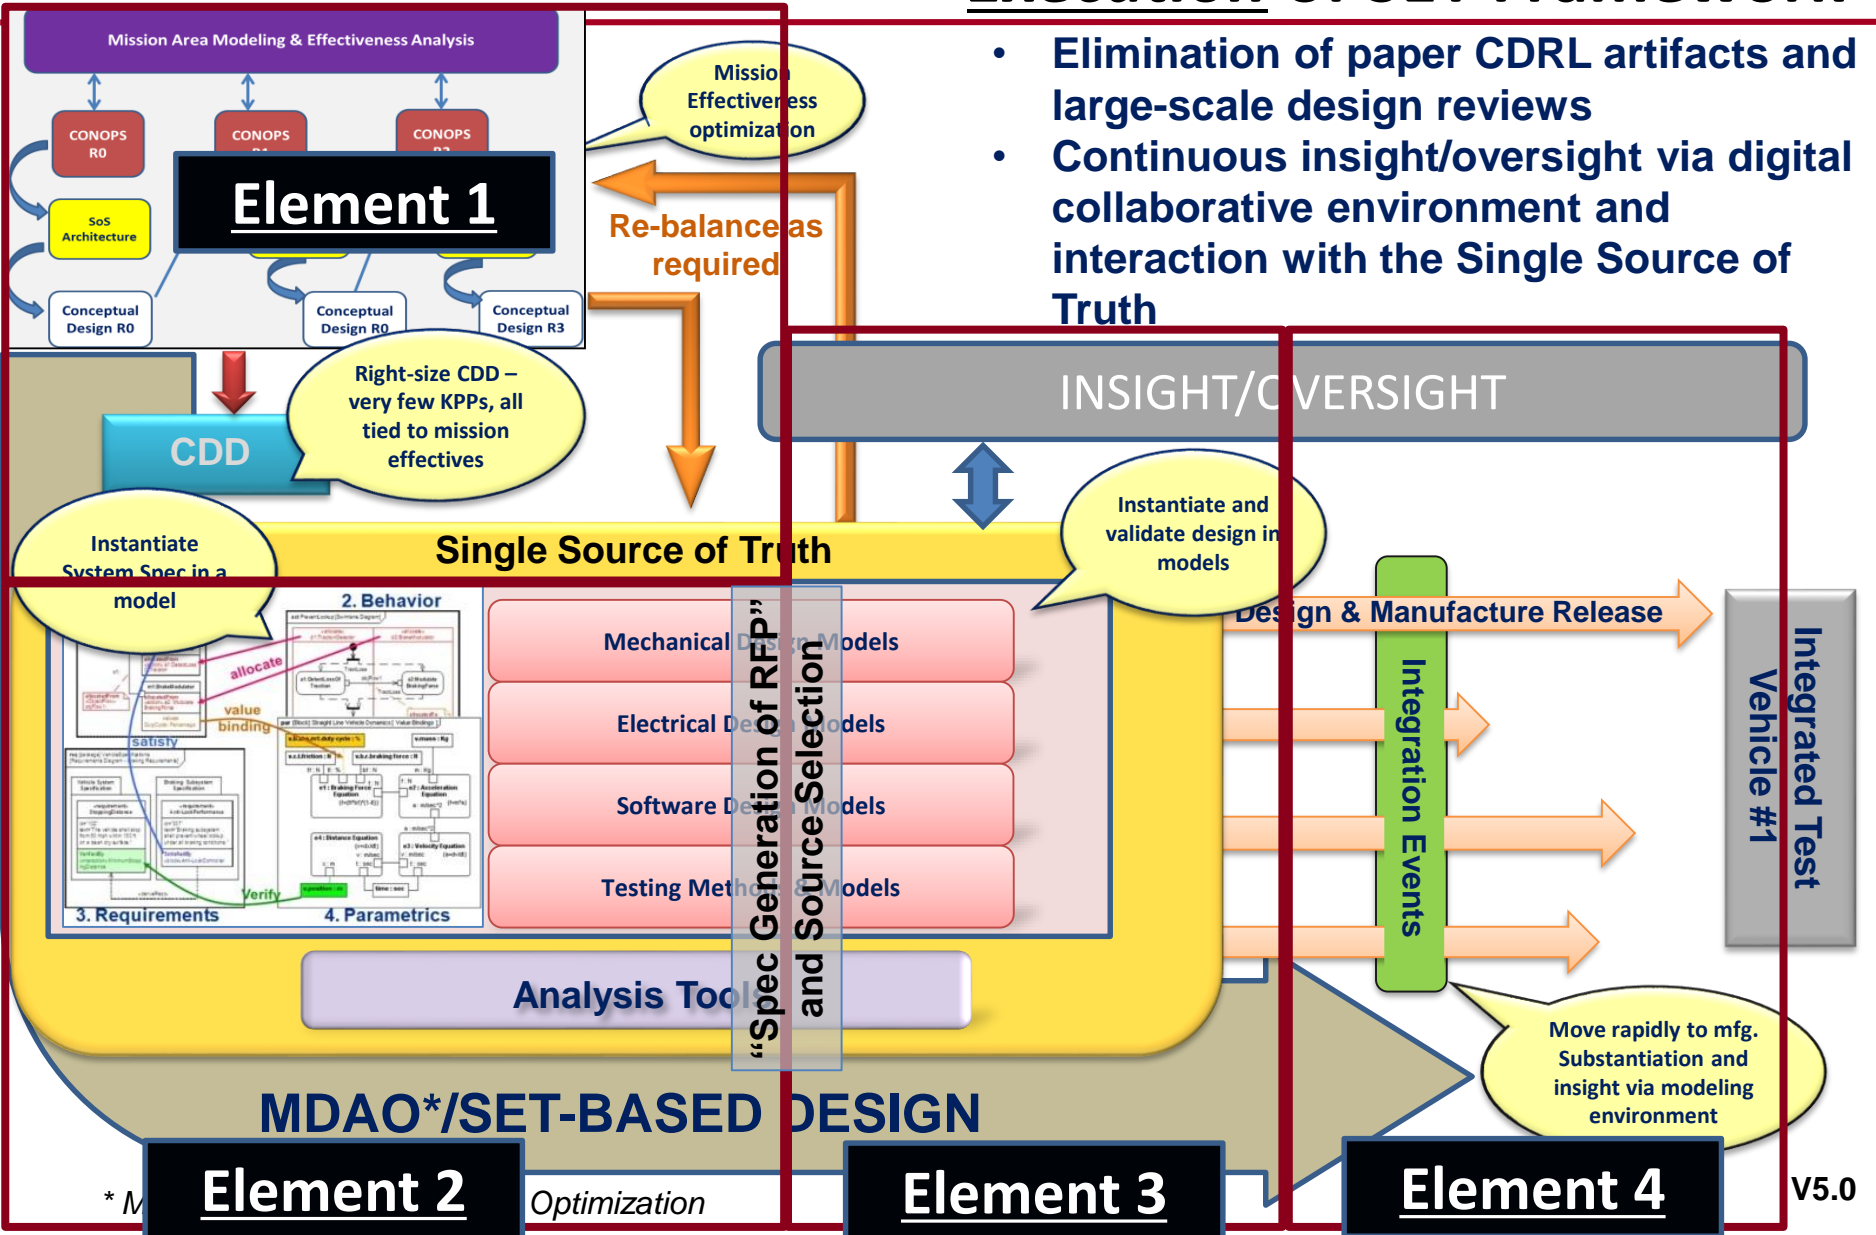 Execution of SET Framework
Mission Area Modeling & Effectiveness Analysis
• Elimination of paper CDRL artifacts and
large-scale design reviews
• Continuous insight/oversight via digital
collaborative environment and
interaction with the Single Source of
Truth
Mission
Effectiveness
optimization
CONOPS
R0
CONOPS
CONOPS
Element 1
SoS
Architecture
Conceptual
Design R0
Conceptual
Design R0
Conceptual
Design R3
Re-balance as
required
Right-size CDD –
very few KPPs, all
tied to mission
effectives
CDD
INSIGHT/OVERSIGHT
Instantiate
System Spec in a
model
Single Source of Truth
Instantiate and
validate design in
models
2. Behavior
allocate
value
binding
satisfy
Verify
3. Requirements
4. Parametrics
Mechanical Design Models
Electrical Design Models
Software Design Models
Testing Methods & Models
"Spec Generation of RFP"
and Source Selection
Analysis Tools
Design & Manufacture Release
Integration Events
Integrated Test
Vehicle #1
Move rapidly to mfg.
Substantiation and
insight via modeling
environment
MDAO*/SET-BASED DESIGN
Element 2
Element 3
Element 4
* M
Optimization
V5.0